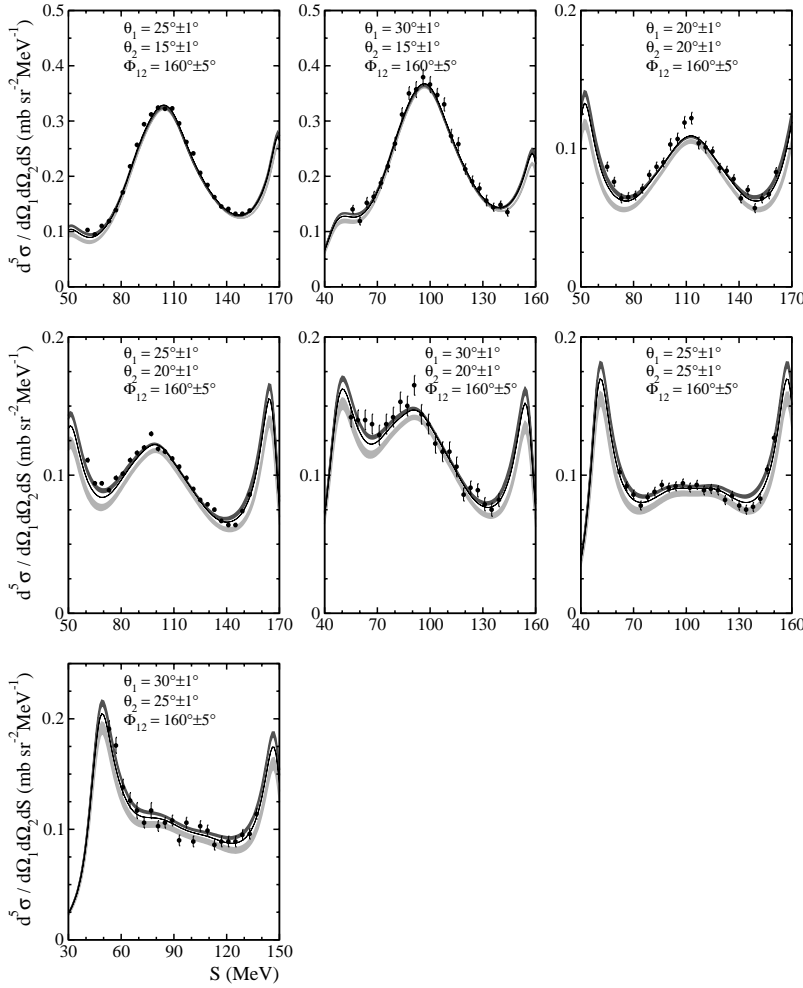 d⁵σ / dΩ₁dΩ₂dS (mb sr⁻²MeV⁻¹)
0.5
0.4
0.3
0.2
0.1
0
50 80 110 140 170
θ₁ = 25°±1°
θ₂ = 15°±1°
Φ₁₂ = 160°±5°
0.5
0.4
0.3
0.2
0.1
0
40 70 100 130 160
θ₁ = 30°±1°
θ₂ = 15°±1°
Φ₁₂ = 160°±5°
0.2
0.1
0
50 80 110 140 170
θ₁ = 20°±1°
θ₂ = 20°±1°
Φ₁₂ = 160°±5°
d⁵σ / dΩ₁dΩ₂dS (mb sr⁻²MeV⁻¹)
0.2
0.1
0
50 80 110 140 170
θ₁ = 25°±1°
θ₂ = 20°±1°
Φ₁₂ = 160°±5°
0.2
0.1
0
40 70 100 130 160
θ₁ = 30°±1°
θ₂ = 20°±1°
Φ₁₂ = 160°±5°
0.2
0.1
0
40 70 100 130 160
θ₁ = 25°±1°
θ₂ = 25°±1°
Φ₁₂ = 160°±5°
d⁵σ / dΩ₁dΩ₂dS (mb sr⁻²MeV⁻¹)
0.2
0.1
0
30 60 90 120 150
θ₁ = 30°±1°
θ₂ = 25°±1°
Φ₁₂ = 160°±5°
S (MeV)